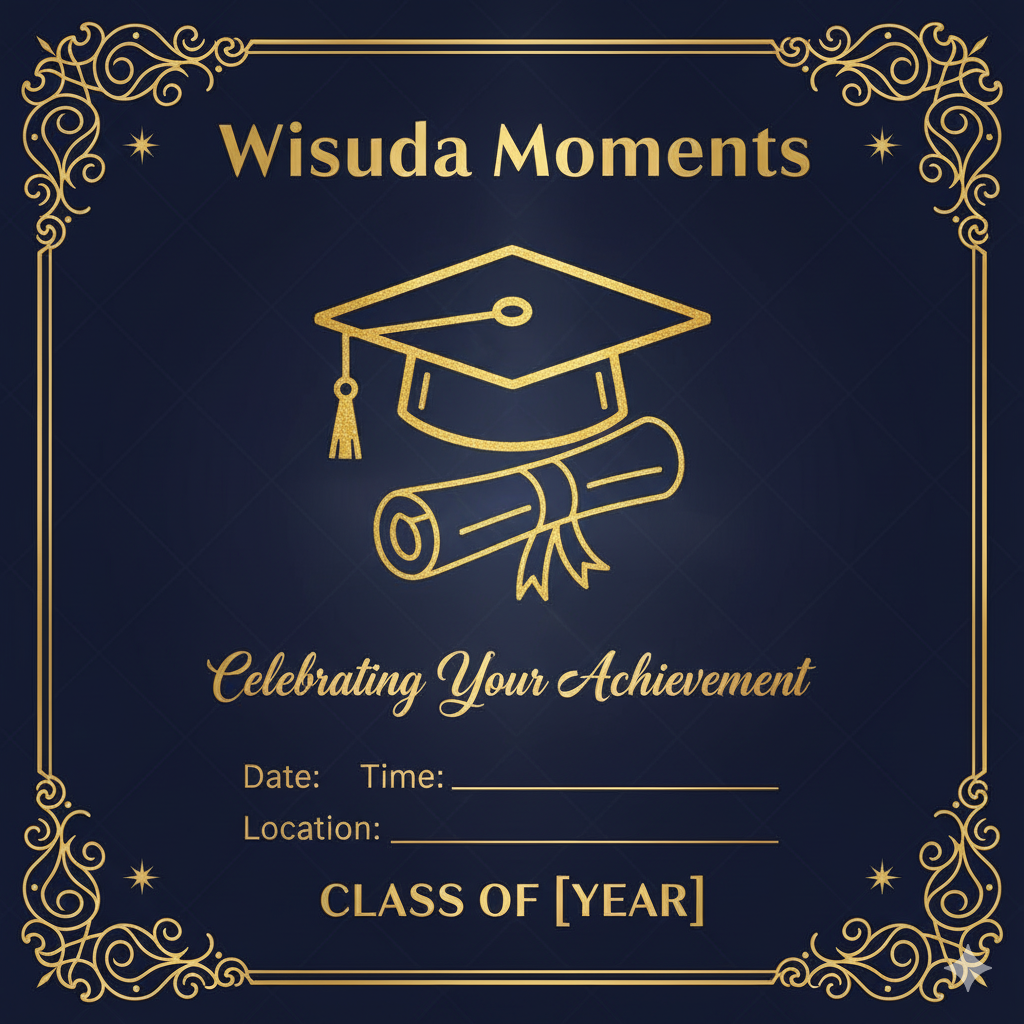 Wisuda Moments
Celebrating Your Achievement
Date: Time:
Location:
CLASS OF [YEAR]